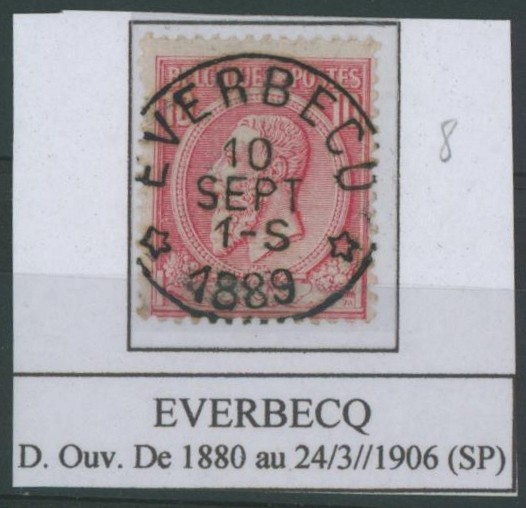 BELGIQUE POSTES
EVERBECQ
10
SEPT
1-S
1889
8
EVERBECQ
D. Ouv. De 1880 au 24/3//1906 (SP)